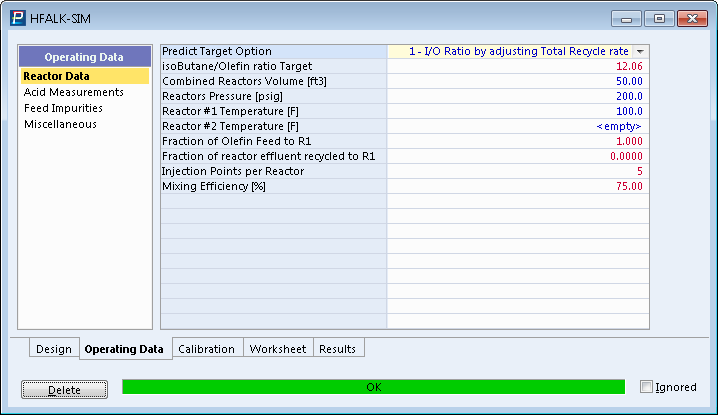 HFALK-SIM
Operating Data
Reactor Data
Acid Measurements
Feed Impurities
Miscellaneous
Predict Target Option 1 - I/O Ratio by adjusting Total Recycle rate
isoButane/Olefin ratio Target 12.06
Combined Reactors Volume [ft3] 50.00
Reactors Pressure [psig] 200.0
Reactor #1 Temperature [F] 100.0
Reactor #2 Temperature [F] <empty>
Fraction of Olefin Feed to R1 1.000
Fraction of reactor effluent recycled to R1 0.0000
Injection Points per Reactor 5
Mixing Efficiency [%] 75.00
Design Operating Data Calibration Worksheet Results
Delete OK Ignored